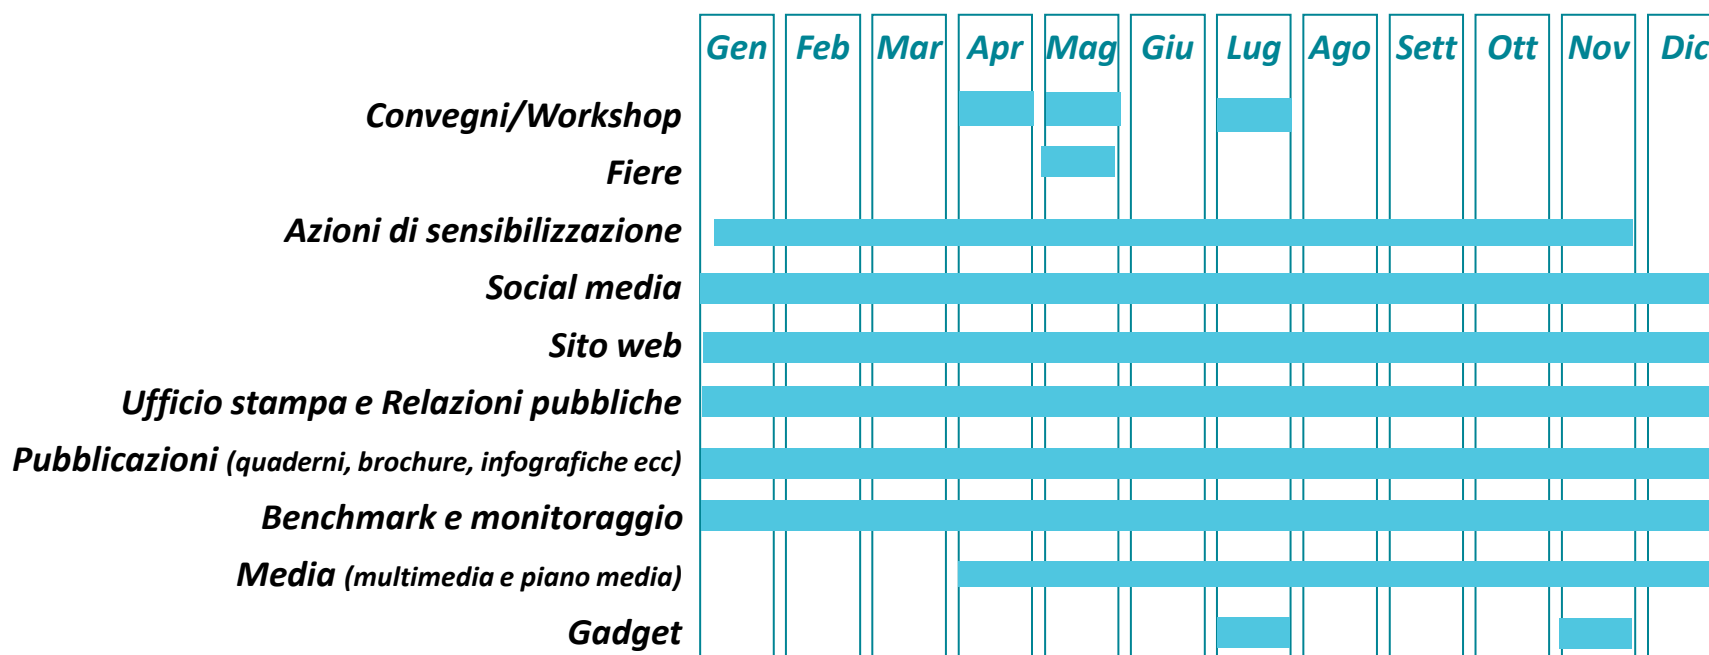 Gen Feb Mar Apr Mag Giu Lug Ago Sett Ott Nov Dic
Convegni/Workshop
Fiere
Azioni di sensibilizzazione
Social media
Sito web
Ufficio stampa e Relazioni pubbliche
Pubblicazioni (quaderni, brochure, infografiche ecc)
Benchmark e monitoraggio
Media (multimedia e piano media)
Gadget